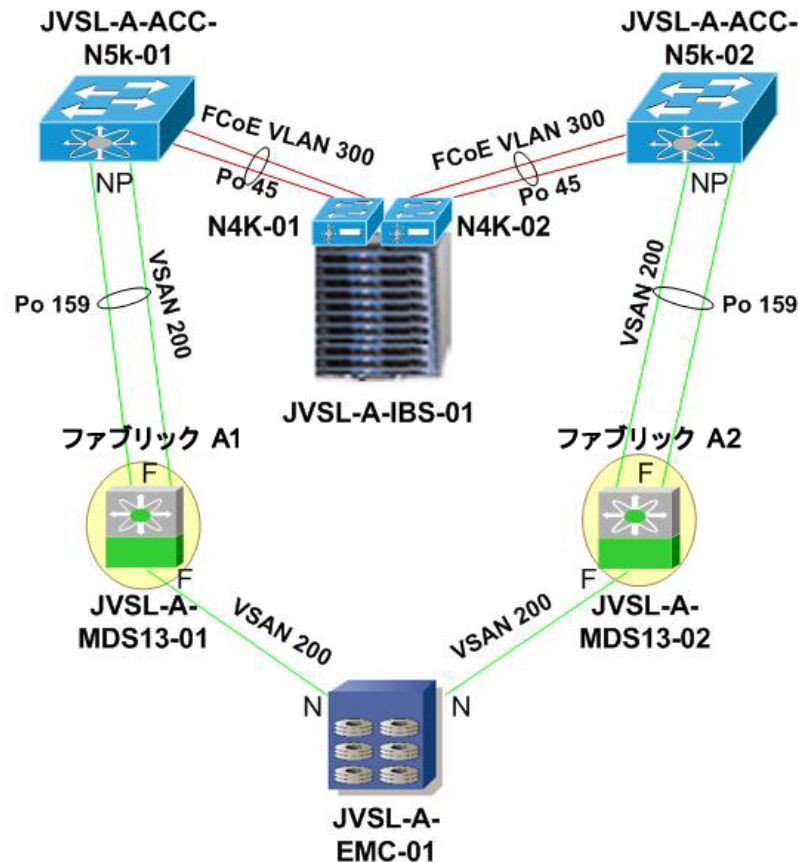 JVSL-A-ACC-
N5k-01
JVSL-A-ACC-
N5k-02
FCoE VLAN 300
Po 45
FCoE VLAN 300
Po 45
NP
NP
N4K-01
N4K-02
VSAN 200
Po 159
VSAN 200
Po 159
JVSL-A-IBS-01
ファブリック A1
F
ファブリック A2
F
F
F
JVSL-A-
MDS13-01
JVSL-A-
MDS13-02
VSAN 200
VSAN 200
N
N
JVSL-A-
EMC-01